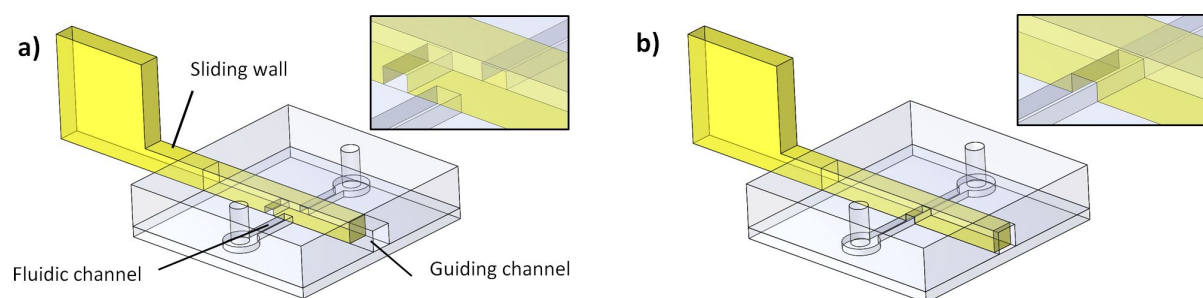 a)
Sliding wall
Fluidic channel
Guiding channel
b)